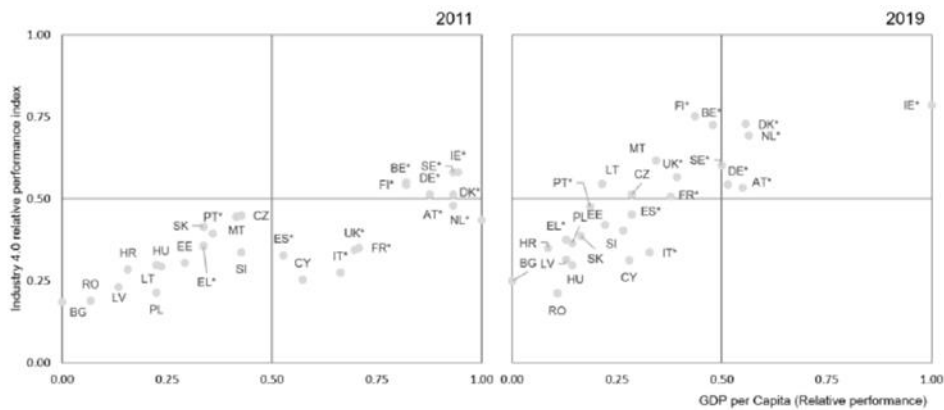 2011
2019
Industry 4.0 relative performance index
1.00
0.75
0.50
0.25
0.00
IE*
SE*
BE*
DE*
FI*
DK*
AT*
NL*
PT*
CZ
SK
MT
ES*
UK*
FR*
HR
HU
EE
EL*
SI
CY
IT*
RO
LT
LV
BG
PL
0.00
0.25
0.50
0.75
1.00
FI*
BE*
IE*
DK*
NL*
MT
UK*
SE*
DE*
LT
CZ
AT*
PT*
FR*
PL
EE
ES*
EL*
HR
SI
IT*
BG
LV
SK
CY
HU
RO
0.00
0.25
0.50
0.75
1.00
GDP per Capita (Relative performance)